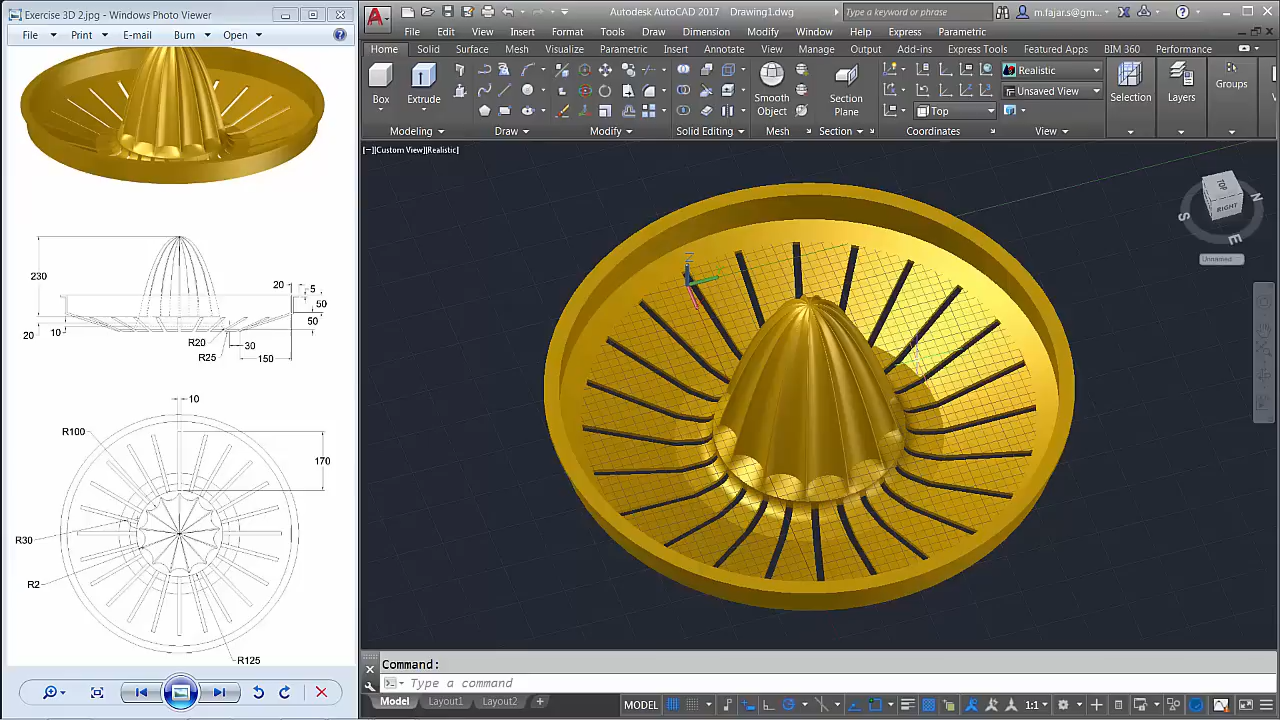 Exercise 3D 2.jpg - Windows Photo Viewer
File Print E-mail Burn Open
230
20
5
50
50
20
10
R20
R25
30
150
10
R100
170
R30
R2
R125
Autodesk AutoCAD 2017 Drawing1.dwg
Type a keyword or phrase
m.fajar.s@gm...
File Edit View Insert Format Tools Draw Dimension Modify Window Help Express Parametric
Home Solid Surface Mesh Visualize Parametric Insert Annotate View Manage Output Add-ins Express Tools Featured Apps BIM 360 Performance
Box
Extrude
Smooth Object
Section Plane
Top
Realistic
Unsaved View
Selection
Layers
Groups
Modeling Draw Modify Solid Editing Mesh Section Coordinates View
[−][Custom View][Realistic]
TOP
RIGHT
S
N
E
Unnamed
Z
Command:
Type a command
Model Layout1 Layout2 +
MODEL
1:1